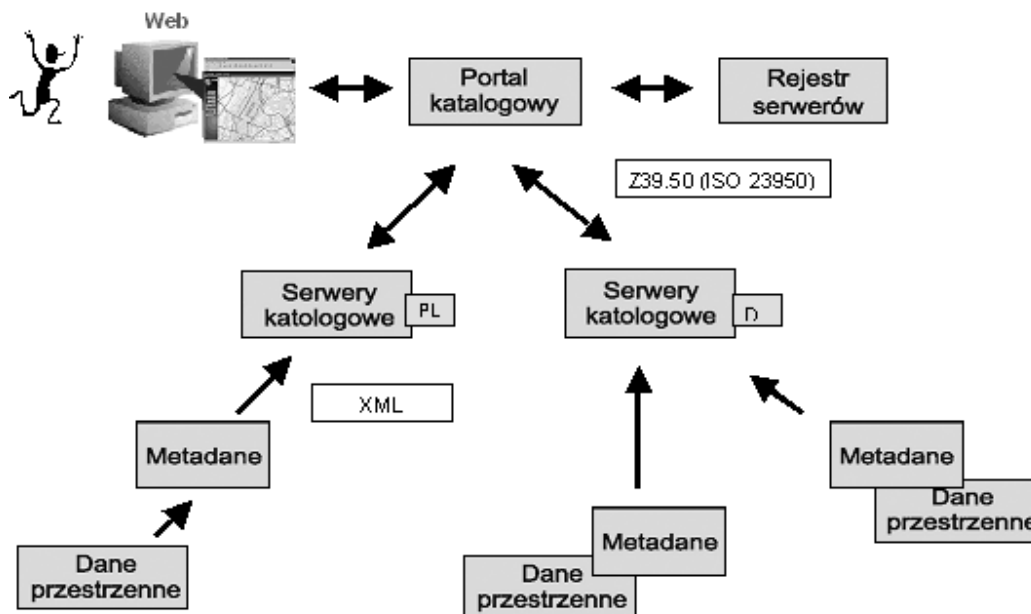 Web
Portal
katalogowy
Rejestr
serwerów
Z39.50 (ISO 23950)
Serwery
katologowe
PL
Serwery
katologowe
D
XML
Metadane
Metadane
Dane
przestrzenne
Metadane
Dane
przestrzenne
Dane
przestrzenne